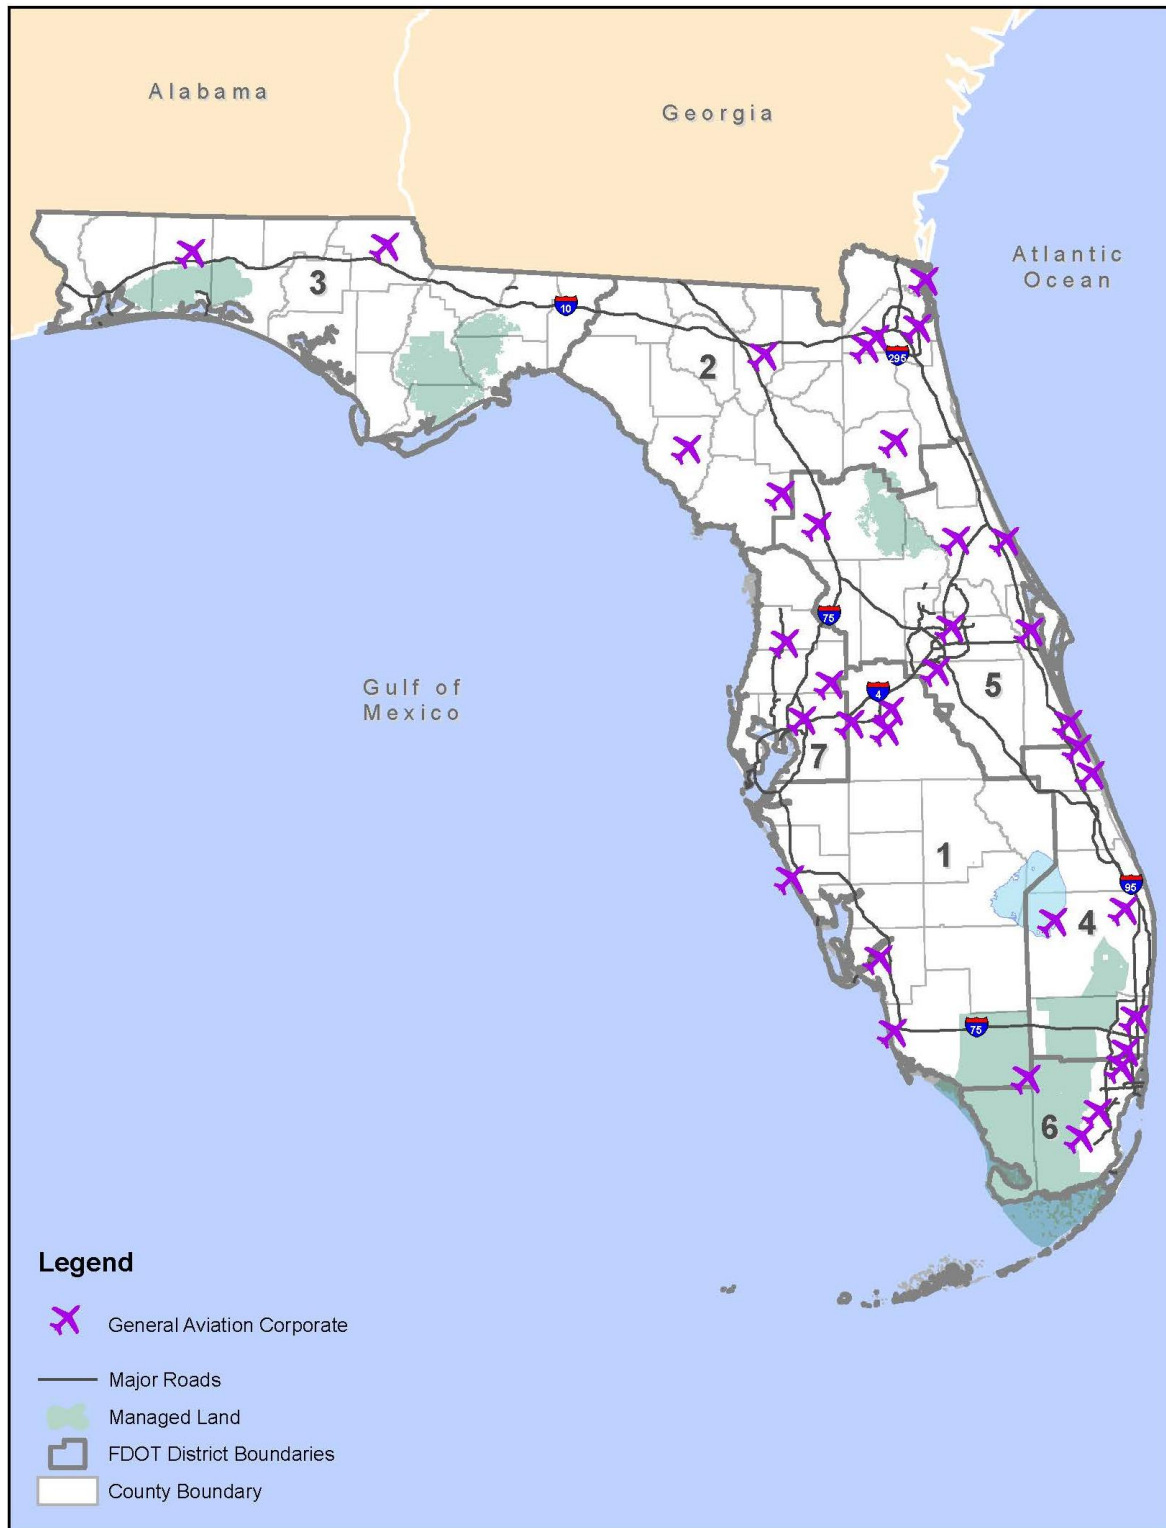 Alabama
Georgia
Atlantic
Ocean
3
10
2
295
75
Gulf of
Mexico
4
5
7
1
95
4
75
6
Legend
General Aviation Corporate
Major Roads
Managed Land
FDOT District Boundaries
County Boundary